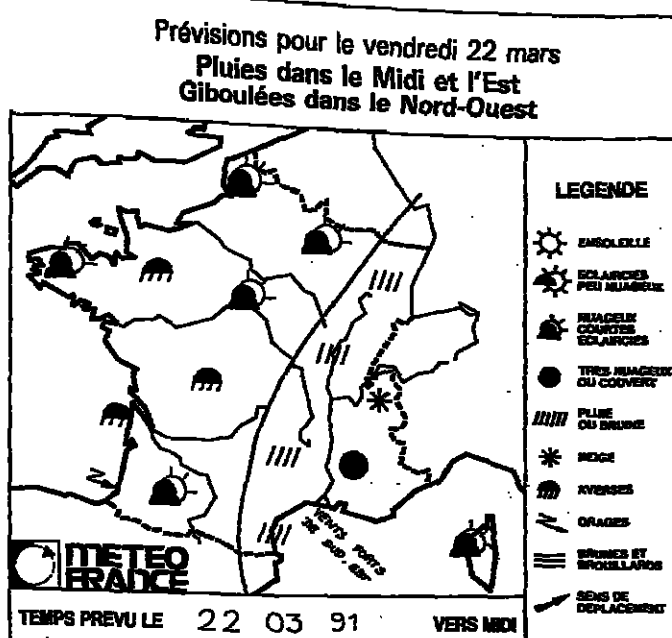 Prévisions pour le vendredi 22 mars
Pluies dans le Midi et l'Est
Giboulées dans le Nord-Ouest
LEGENDE
ENSOLEILLE
ECLAIRCIES
PEU NUAGEUX
NUAGEUX
COURTES
ECLAIRCIES
TRES NUAGEUX
OU COUVERT
PLUIE
OU BRUINE
NEIGE
AVERSES
ORAGES
BRUMES ET
BROUILLARDS
SENS DE
DEPLACEMENT
VENTS FORTS
DE SUD-EST
METEO
FRANCE
TEMPS PREVU LE 22 03 91 VERS MIDI